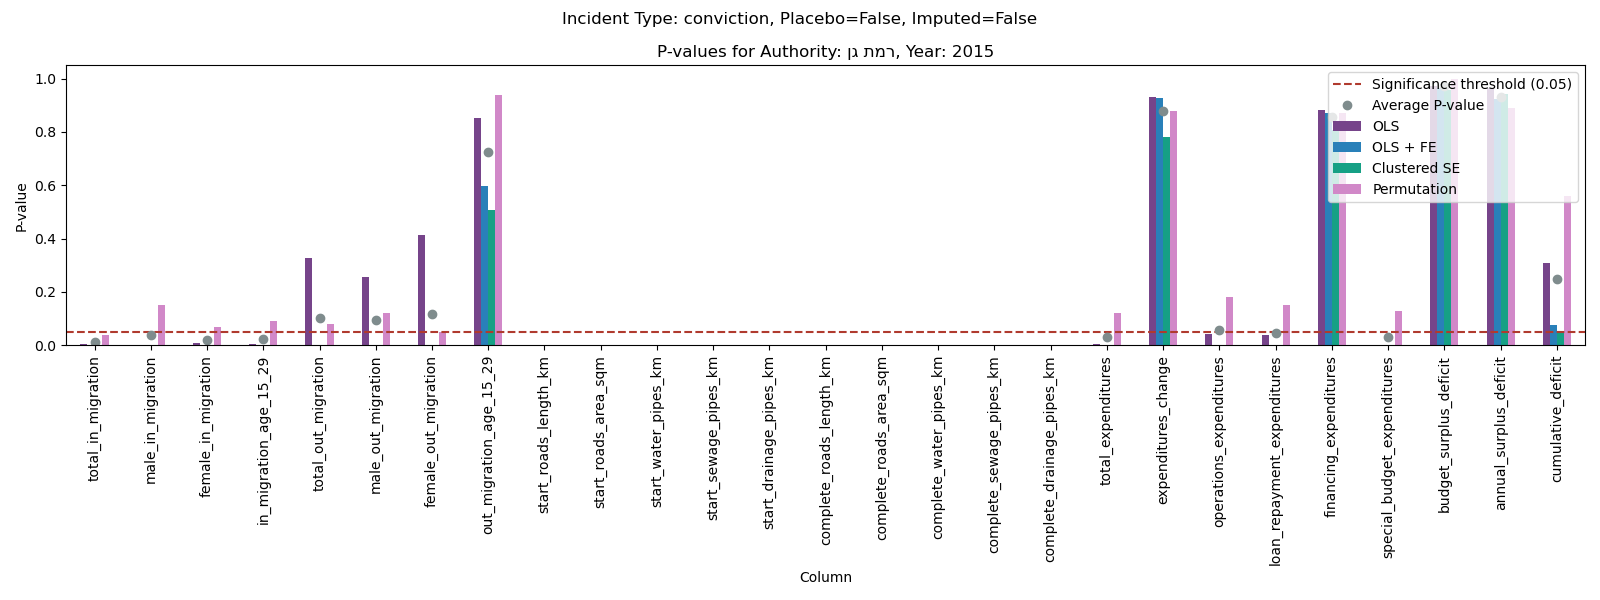 Incident Type: conviction, Placebo=False, Imputed=False
P-values for Authority: רמת גן, Year: 2015
P-value
1.0
0.8
0.6
0.4
0.2
0.0
Significance threshold (0.05)
Average P-value
OLS
OLS + FE
Clustered SE
Permutation
total_in_migration
male_in_migration
female_in_migration
in_migration_age_15_29
total_out_migration
male_out_migration
female_out_migration
out_migration_age_15_29
start_roads_length_km
start_roads_area_sqm
start_water_pipes_km
start_sewage_pipes_km
start_drainage_pipes_km
complete_roads_length_km
complete_roads_area_sqm
complete_water_pipes_km
complete_sewage_pipes_km
complete_drainage_pipes_km
total_expenditures
expenditures_change
operations_expenditures
loan_repayment_expenditures
financing_expenditures
special_budget_expenditures
budget_surplus_deficit
annual_surplus_deficit
cumulative_deficit
Column